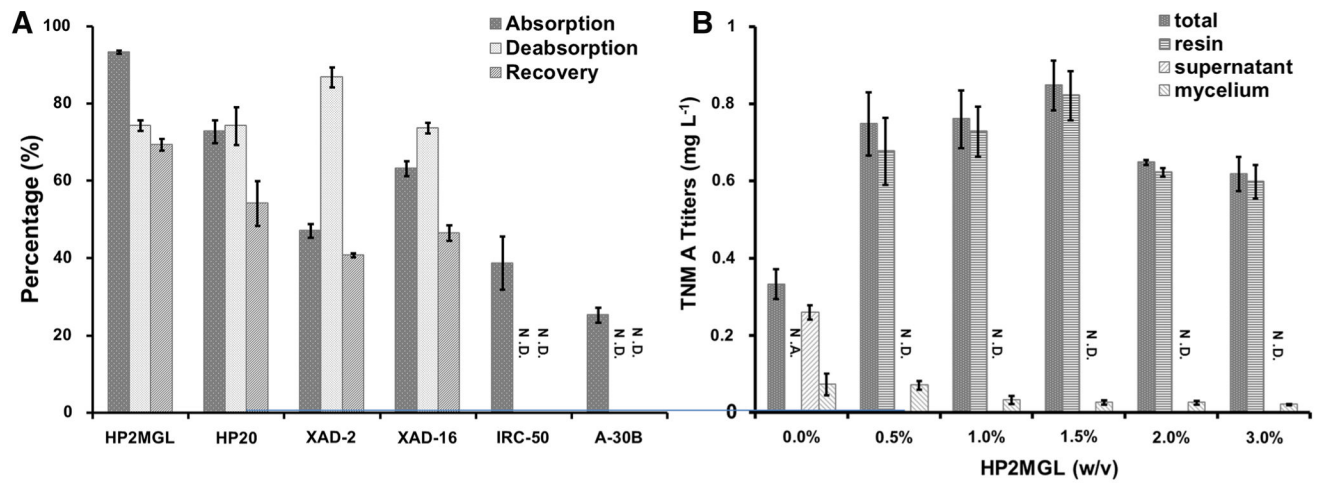 A
Absorption
Deabsorption
Recovery
Percentage (%)
100
80
60
40
20
0
N.D.
N.D.
N.D.
N.D.
HP2MGL HP20 XAD-2 XAD-16 IRC-50 A-30B
B
total
resin
supernatant
mycelium
TNM A Ttiters (mg L-1)
1
0.8
0.6
0.4
0.2
0
N.A.
N.D.
N.D.
N.D.
N.D.
N.D.
0.0% 0.5% 1.0% 1.5% 2.0% 3.0%
HP2MGL (w/v)